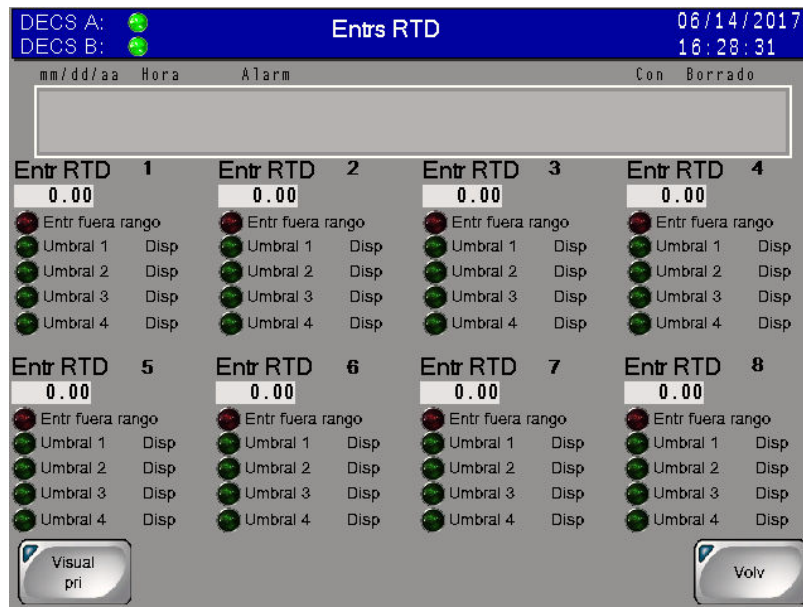 DECS A: Entrs RTD 06/14/2017
DECS B: 16:28:31
mm/dd/aa Hora Alarm Con Borrado
Entr RTD 1 Entr RTD 2 Entr RTD 3 Entr RTD 4
0.00 0.00 0.00 0.00
Entr fuera rango Entr fuera rango Entr fuera rango Entr fuera rango
Umbral 1 Disp Umbral 1 Disp Umbral 1 Disp Umbral 1 Disp
Umbral 2 Disp Umbral 2 Disp Umbral 2 Disp Umbral 2 Disp
Umbral 3 Disp Umbral 3 Disp Umbral 3 Disp Umbral 3 Disp
Umbral 4 Disp Umbral 4 Disp Umbral 4 Disp Umbral 4 Disp
Entr RTD 5 Entr RTD 6 Entr RTD 7 Entr RTD 8
0.00 0.00 0.00 0.00
Entr fuera rango Entr fuera rango Entr fuera rango Entr fuera rango
Umbral 1 Disp Umbral 1 Disp Umbral 1 Disp Umbral 1 Disp
Umbral 2 Disp Umbral 2 Disp Umbral 2 Disp Umbral 2 Disp
Umbral 3 Disp Umbral 3 Disp Umbral 3 Disp Umbral 3 Disp
Umbral 4 Disp Umbral 4 Disp Umbral 4 Disp Umbral 4 Disp
Visual
pri
Volv